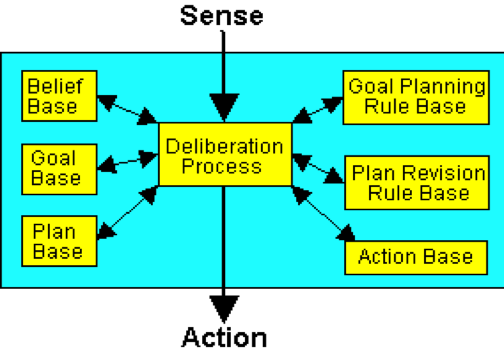 Sense
Belief
Base
Goal
Base
Plan
Base
Deliberation
Process
Goal Planning
Rule Base
Plan Revision
Rule Base
Action Base
Action